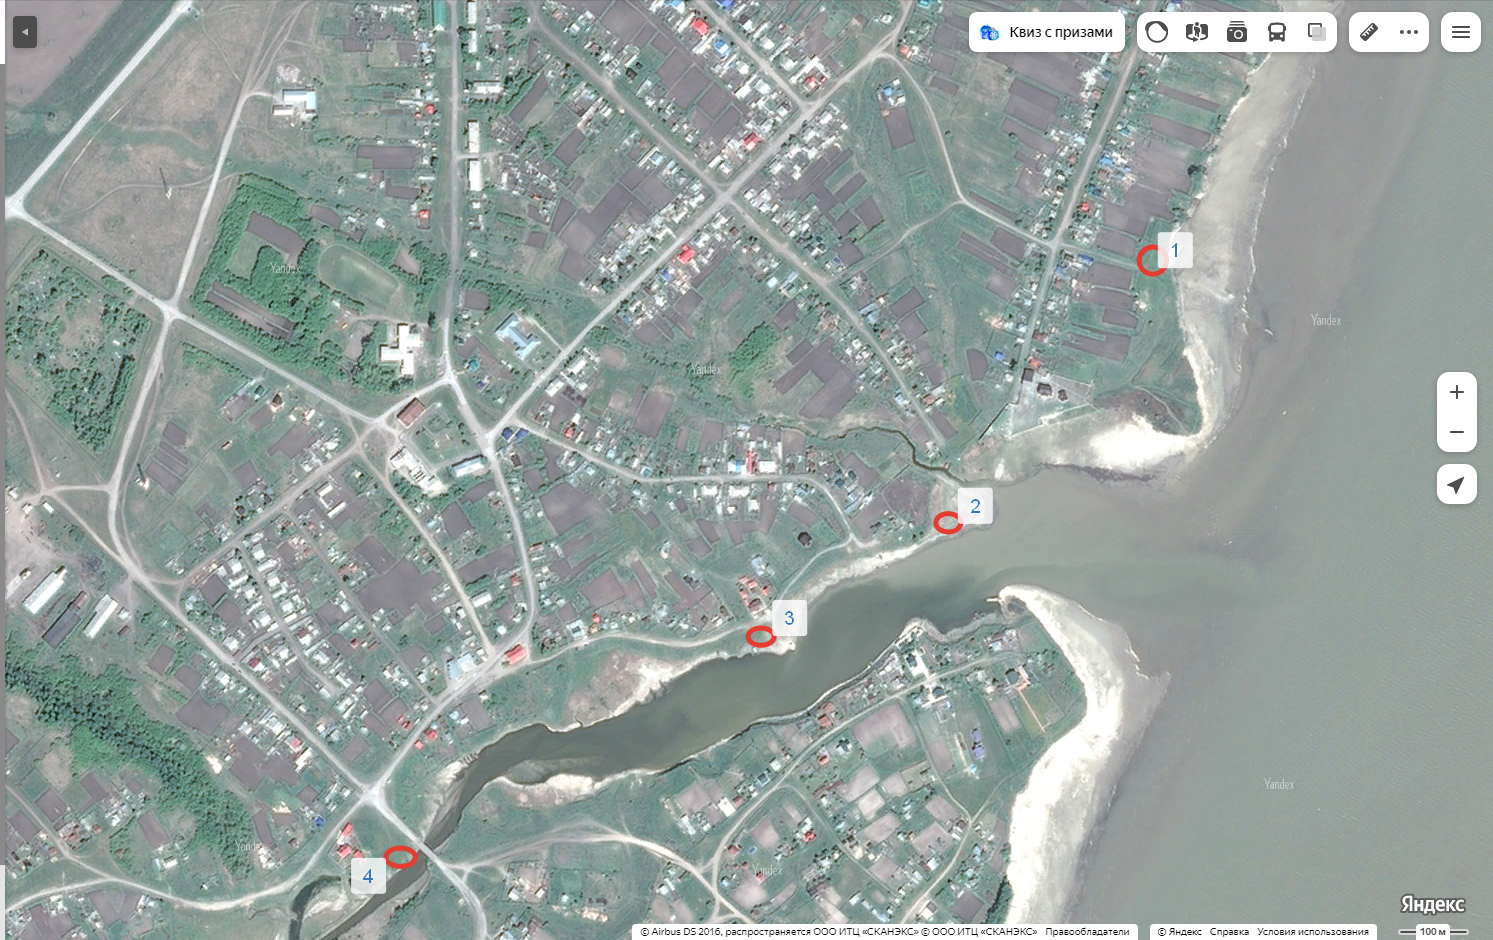 Квиз с призами
Yandex
1
Yandex
Yandex
2
3
Yandex
Yandex
Yandex
4
Яндекс
© Airbus DS 2016, распространяется ООО ИТЦ «СКАНЭКС» © ООО ИТЦ «СКАНЭКС» Правообладатели
© Яндекс Справка Условия использования
100 м